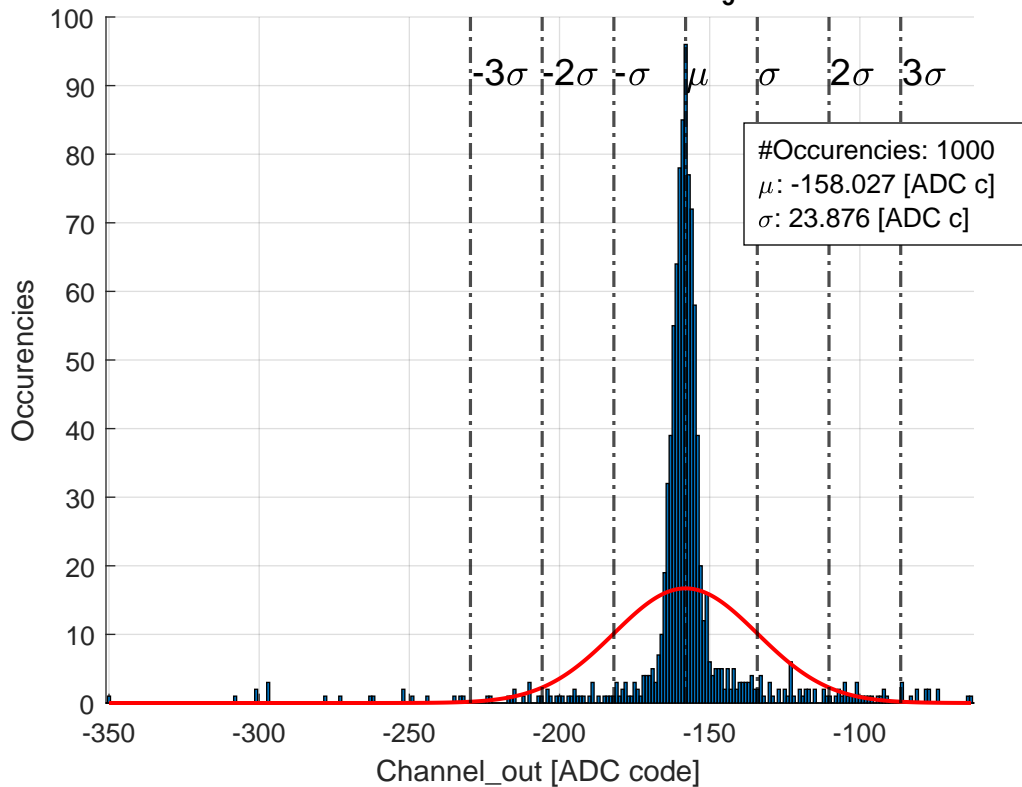 100
90
80
70
60
50
40
30
20
10
0
-3σ -2σ -σ μ σ 2σ 3σ
#Occurencies: 1000
μ: -158.027 [ADC c]
σ: 23.876 [ADC c]
Occurencies
-350 -300 -250 -200 -150 -100
Channel_out [ADC code]